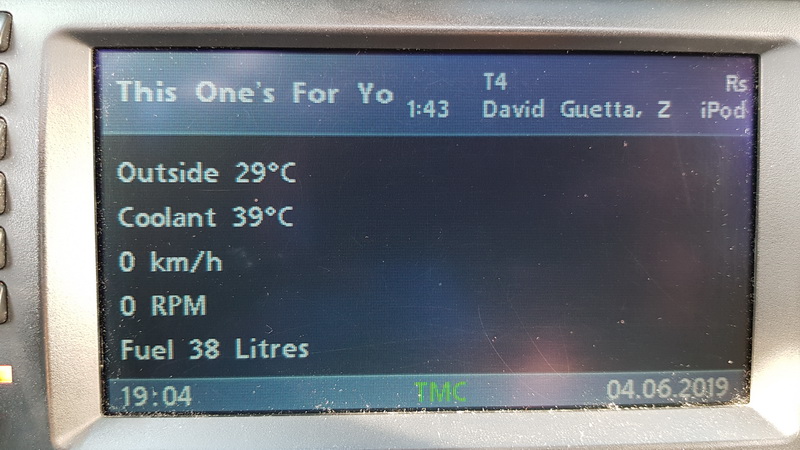 This One's For Yo 1:43 T4 David Guetta, Z Rs iPod
Outside 29°C
Coolant 39°C
0 km/h
0 RPM
Fuel 38 Litres
19:04 TMC 04.06.2019